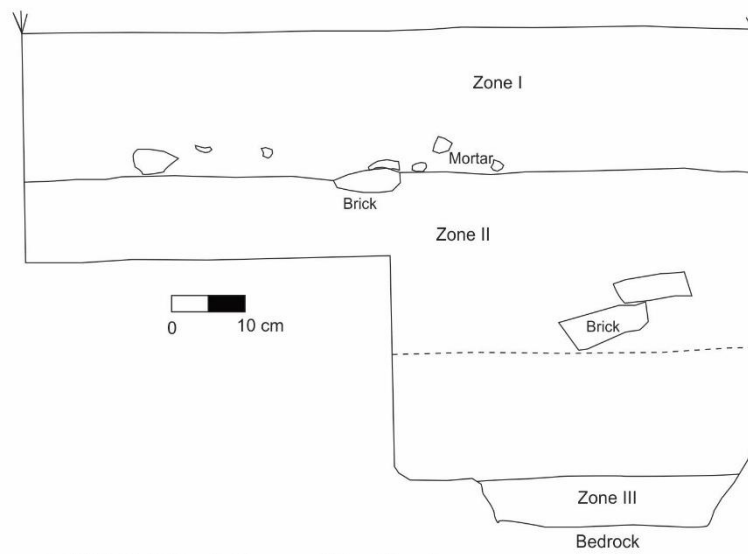 Zone I
Mortar
Brick
Zone II
0 10 cm
Brick
Zone III
Bedrock